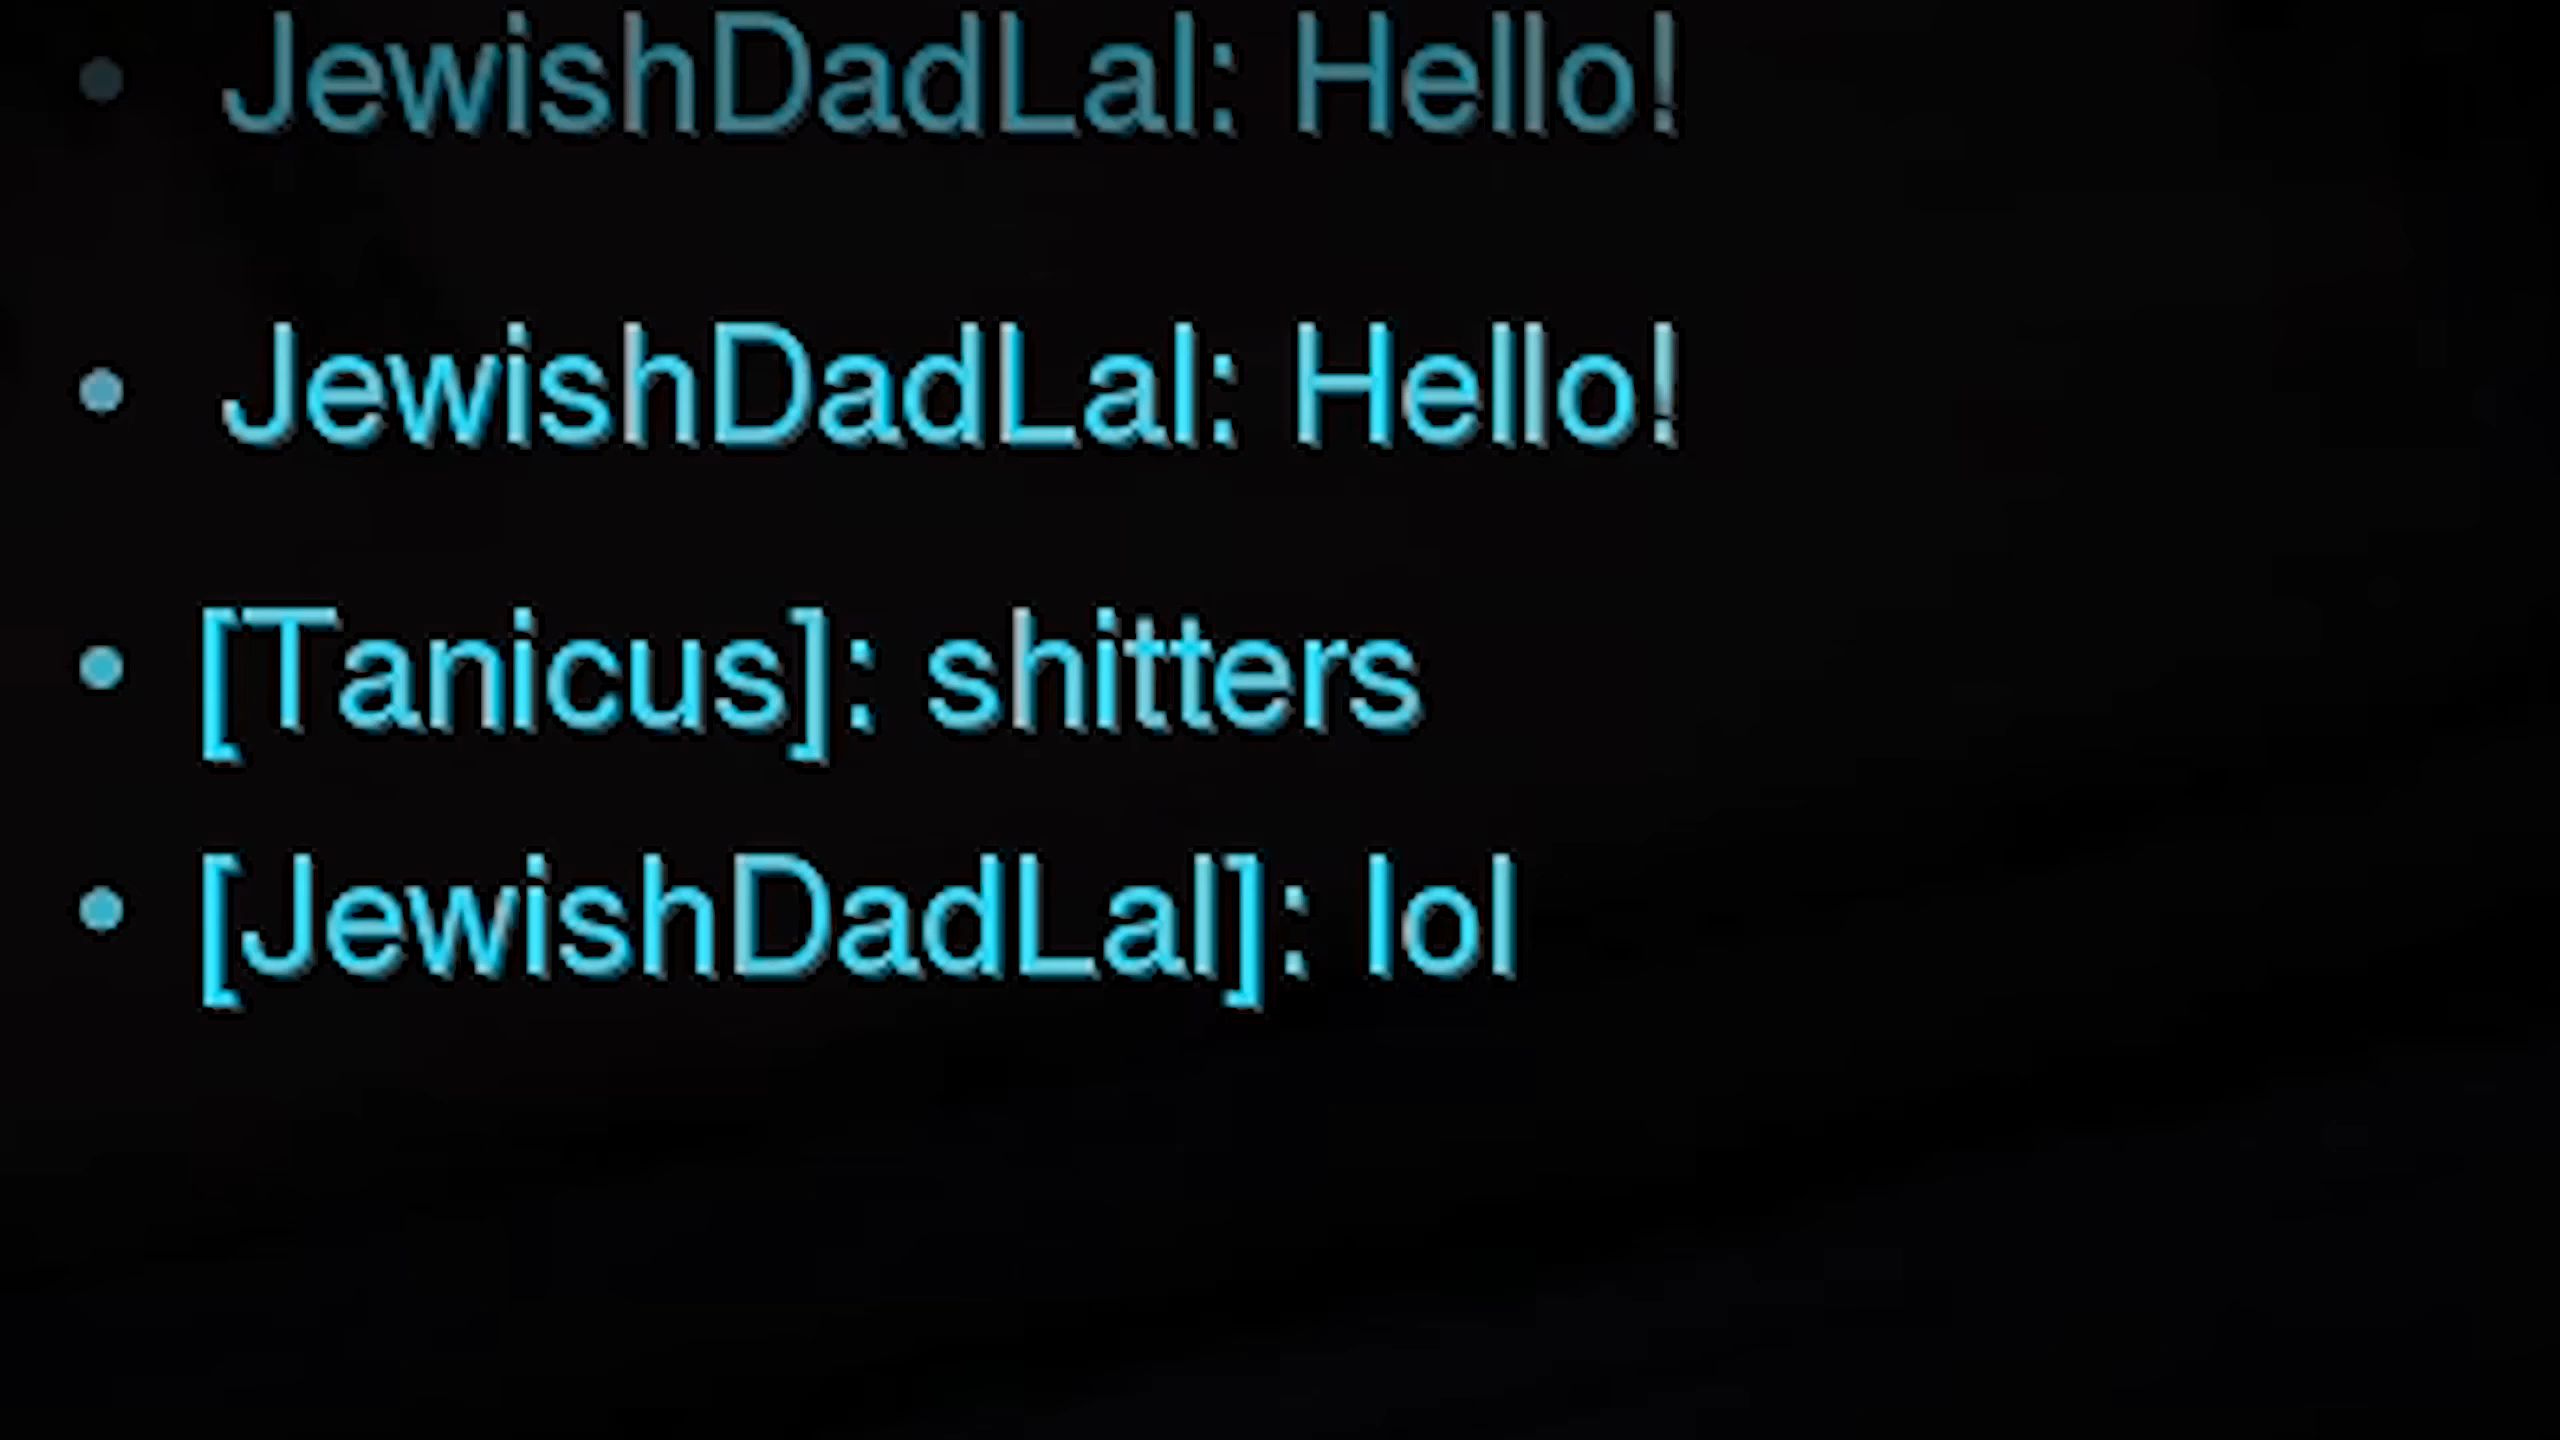 • JewishDadLal: Hello!
• JewishDadLal: Hello!
• [Tanicus]: shitters
• [JewishDadLal]: lol